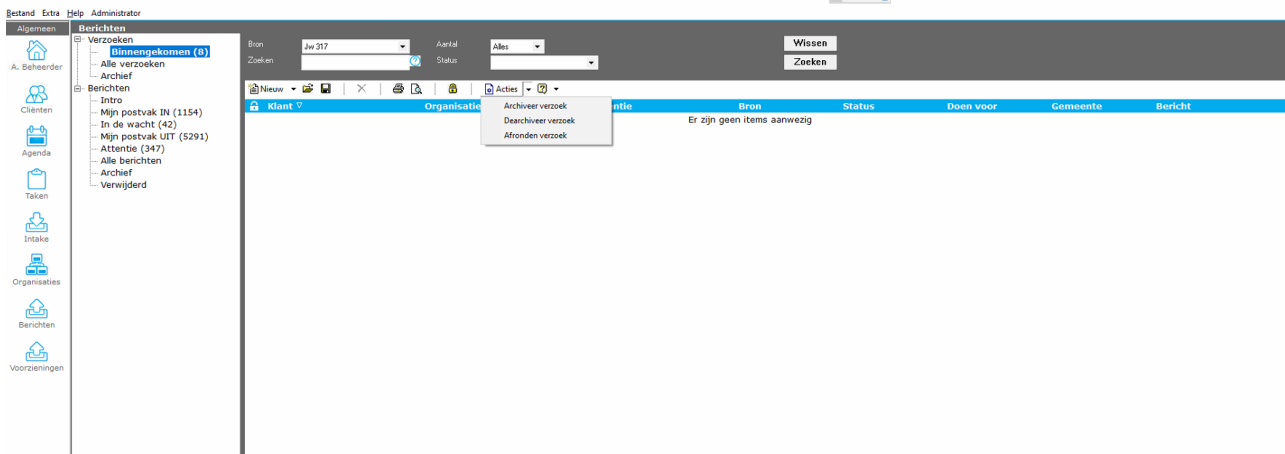 Bestand Extra Help Administrator
Algemeen
A. Beheerder
Cliënten
Agenda
Taken
Intake
Organisaties
Berichten
Voorzieningen
Berichten
Verzoeken
Binnengekomen (8)
Alle verzoeken
Archief
Berichten
Intro
Mijn postvak IN (1154)
In de wacht (42)
Mijn postvak UIT (5291)
Attentie (347)
Alle berichten
Archief
Verwijderd
Bron Jw 317 Aantal Alles Wissen
Zoeken Status Zoeken
Nieuw Acties
Klant Organisatie ntie Bron Status Doen voor Gemeente Bericht
Archiveer verzoek
Dearchiveer verzoek
Afronden verzoek
Er zijn geen items aanwezig